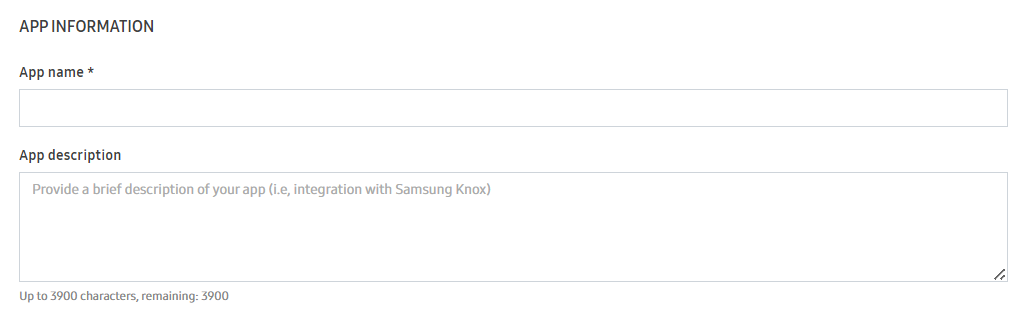 APP INFORMATION
App name *
App description
Provide a brief description of your app (i.e, integration with Samsung Knox)
Up to 3900 characters, remaining: 3900